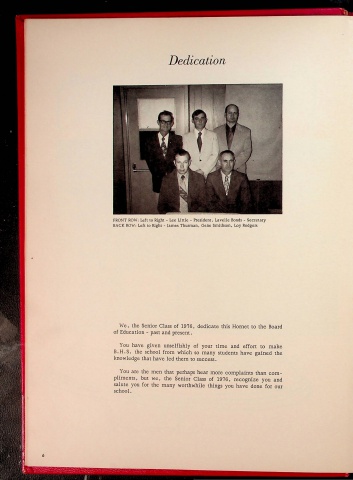 Dedication
FRONT ROW: Left to Right - Lee Little - President, Lavelle Bonds - Secretary
BACK ROW: Left to Right - James Thurman, Gene Smithson, Loy Rodgers
We, the Senior Class of 1976, dedicate this Hornet to the Board
of Education - past and present.
You have given unselfishly of your time and effort to make
B.H.S. the school from which so many students have gained the
knowledge that have led them to success.
You are the men that perhaps hear more complaints than com-
pliments, but we, the Senior Class of 1976, recognize you and
salute you for the many worthwhile things you have done for our
school.
6